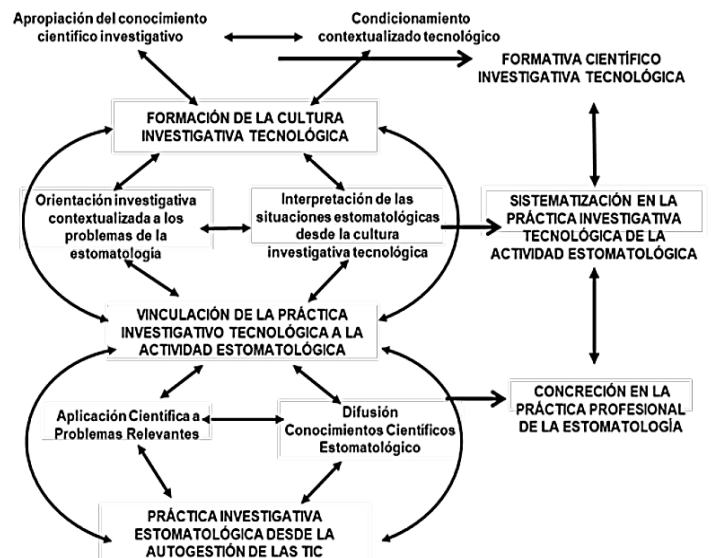 Apropiación del conocimiento
científico investigativo
Condicionamiento
contextualizado tecnológico
FORMATIVA CIENTÍFICO
INVESTIGATIVA TECNOLÓGICA
FORMACIÓN DE LA CULTURA
INVESTIGATIVA TECNOLÓGICA
Orientación investigativa
contextualizada a los
problemas de la
estomatología
Interpretación de las
situaciones estomatológicas
desde la cultura
investigativa tecnológica
SISTEMATIZACIÓN EN LA
PRÁCTICA INVESTIGATIVA
TECNOLÓGICA DE LA
ACTIVIDAD ESTOMATOLÓGICA
VINCULACIÓN DE LA PRÁCTICA
INVESTIGATIVO TECNOLÓGICA A LA
ACTIVIDAD ESTOMATOLÓGICA
Aplicación Científica a
Problemas Relevantes
Difusión
Conocimientos Científicos
Estomatológico
CONCRECIÓN EN LA
PRÁCTICA PROFESIONAL
DE LA ESTOMATOLOGÍA
PRÁCTICA INVESTIGATIVA
ESTOMATOLÓGICA DESDE LA
AUTOGESTIÓN DE LAS TIC